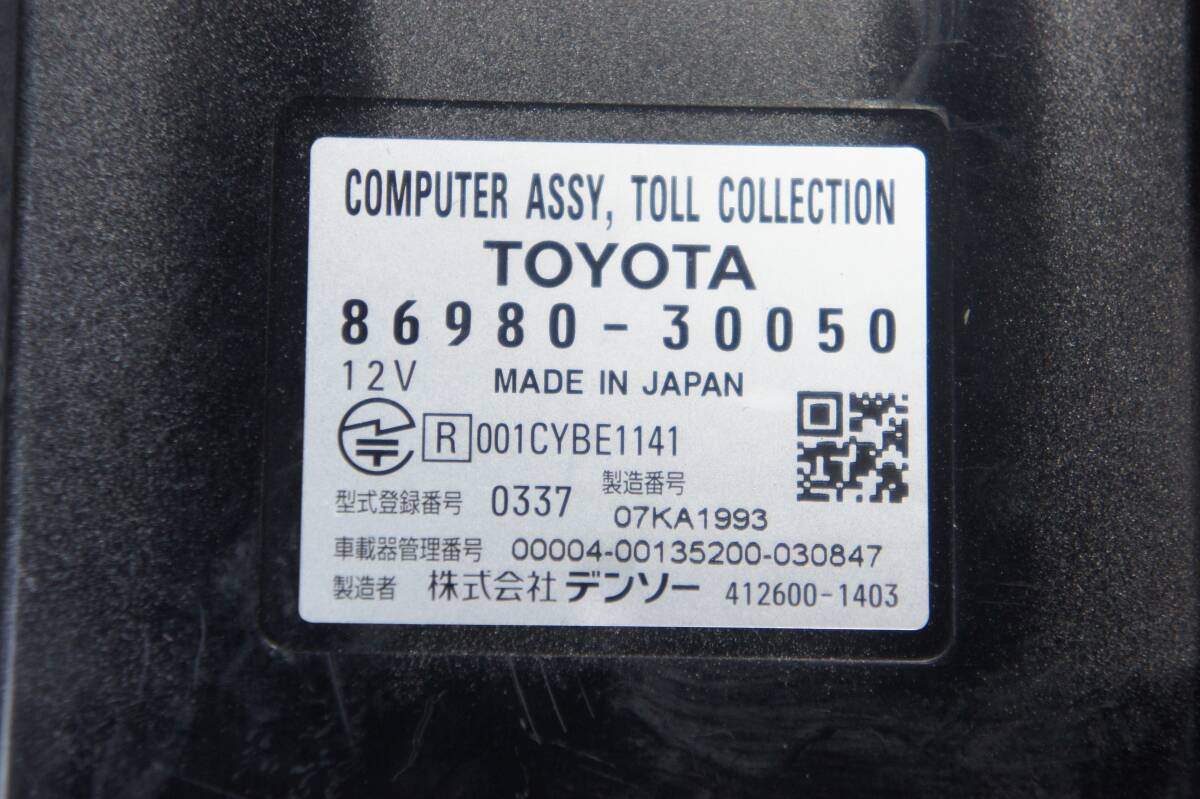 COMPUTER ASSY, TOLL COLLECTION
TOYOTA
86980-30050
12V MADE IN JAPAN
R 001CYBE1141
型式登録番号 0337 製造番号 07KA1993
車載器管理番号 00004-00135200-030847
製造者 株式会社 デンソー 412600-1403